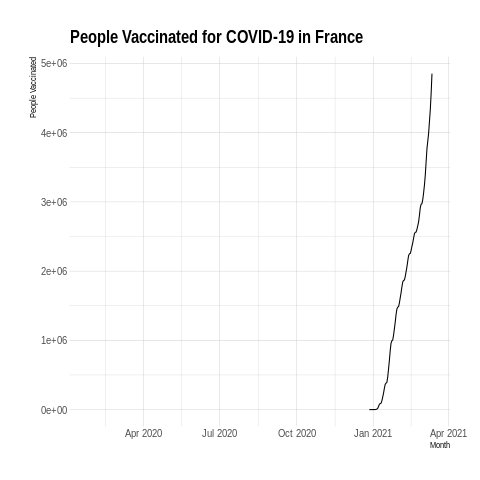 People Vaccinated for COVID-19 in France
People Vaccinated
5e+06
4e+06
3e+06
2e+06
1e+06
0e+00
Apr 2020 Jul 2020 Oct 2020 Jan 2021 Apr 2021
Month